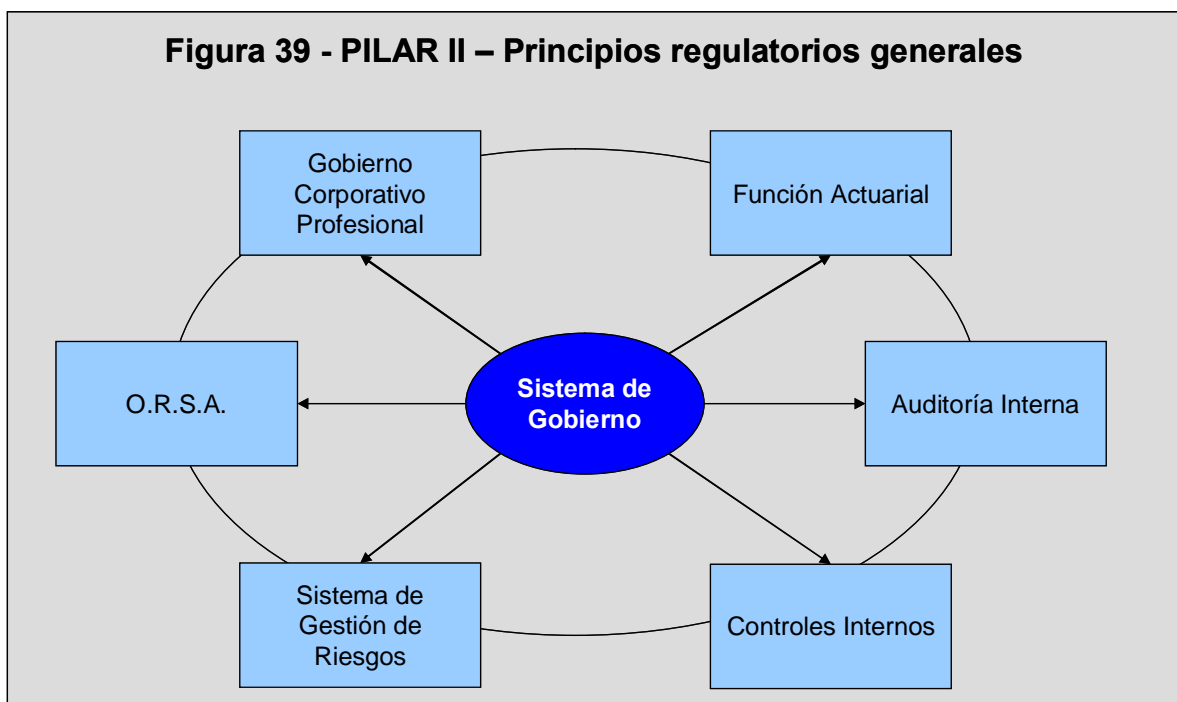 Figura 39 - PILAR II – Principios regulatorios generales
Gobierno
Corporativo
Profesional
Función Actuarial
O.R.S.A.
Sistema de
Gobierno
Auditoría Interna
Sistema de
Gestión de
Riesgos
Controles Internos